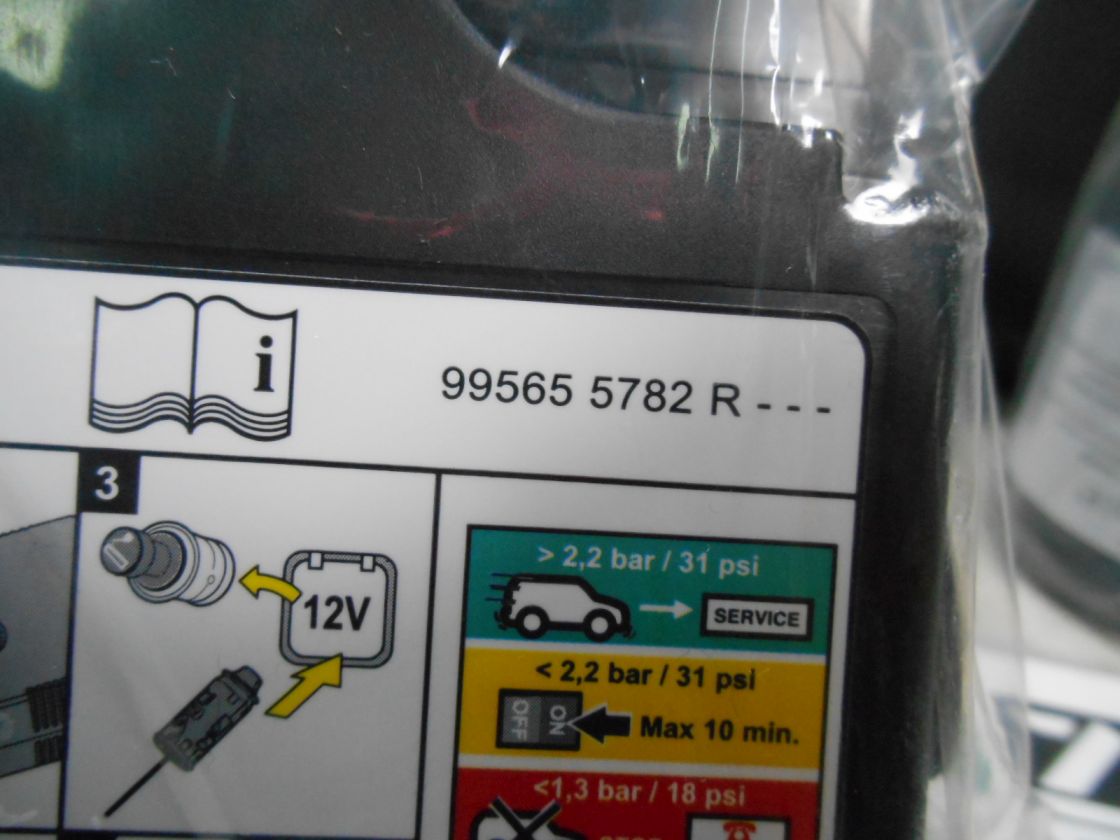 i
99565 5782 R - - -
3
12V
> 2,2 bar / 31 psi
SERVICE
< 2,2 bar / 31 psi
OFF ON
Max 10 min.
<1,3 bar / 18 psi
STOP